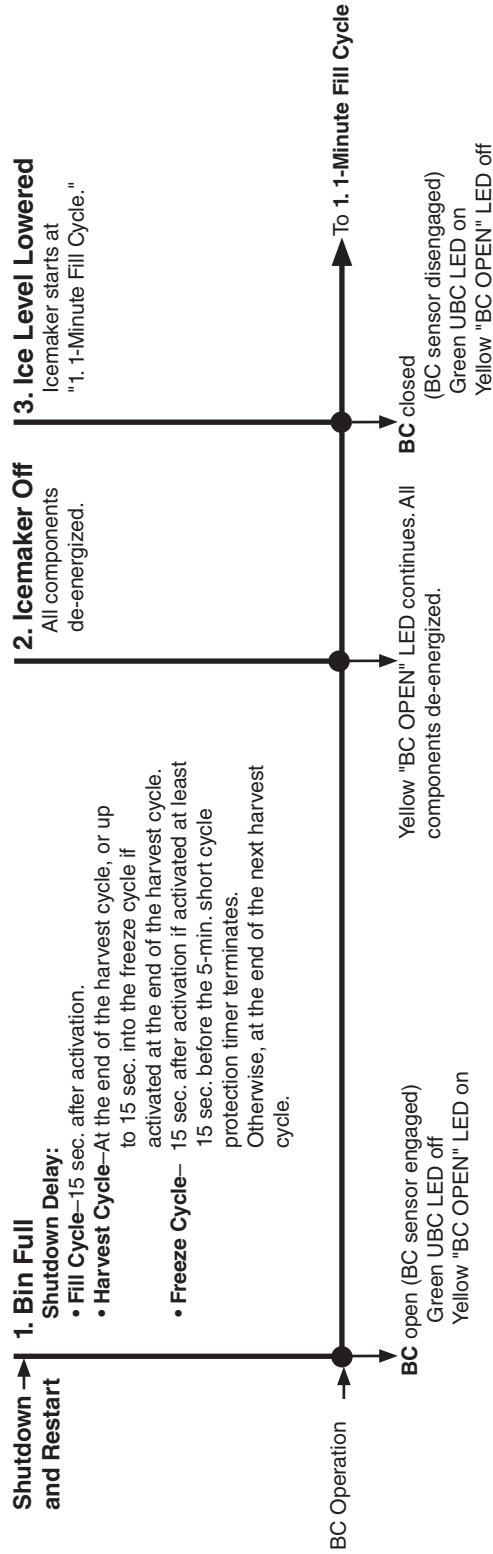 Shutdown
and Restart
1. Bin Full
Shutdown Delay:
• Fill Cycle–15 sec. after activation.
• Harvest Cycle–At the end of the harvest cycle, or up
to 15 sec. into the freeze cycle if
activated at the end of the harvest cycle.
• Freeze Cycle– 15 sec. after activation if activated at least
15 sec. before the 5-min. short cycle
protection timer terminates.
Otherwise, at the end of the next harvest
cycle.
2. Icemaker Off
All components
de-energized.
3. Ice Level Lowered
Icemaker starts at
"1. 1-Minute Fill Cycle."
BC Operation
To 1. 1-Minute Fill Cycle
BC open (BC sensor engaged)
Green UBC LED off
Yellow "BC OPEN" LED on
Yellow "BC OPEN" LED continues. All
components de-energized.
BC closed
(BC sensor disengaged)
Green UBC LED on
Yellow "BC OPEN" LED off